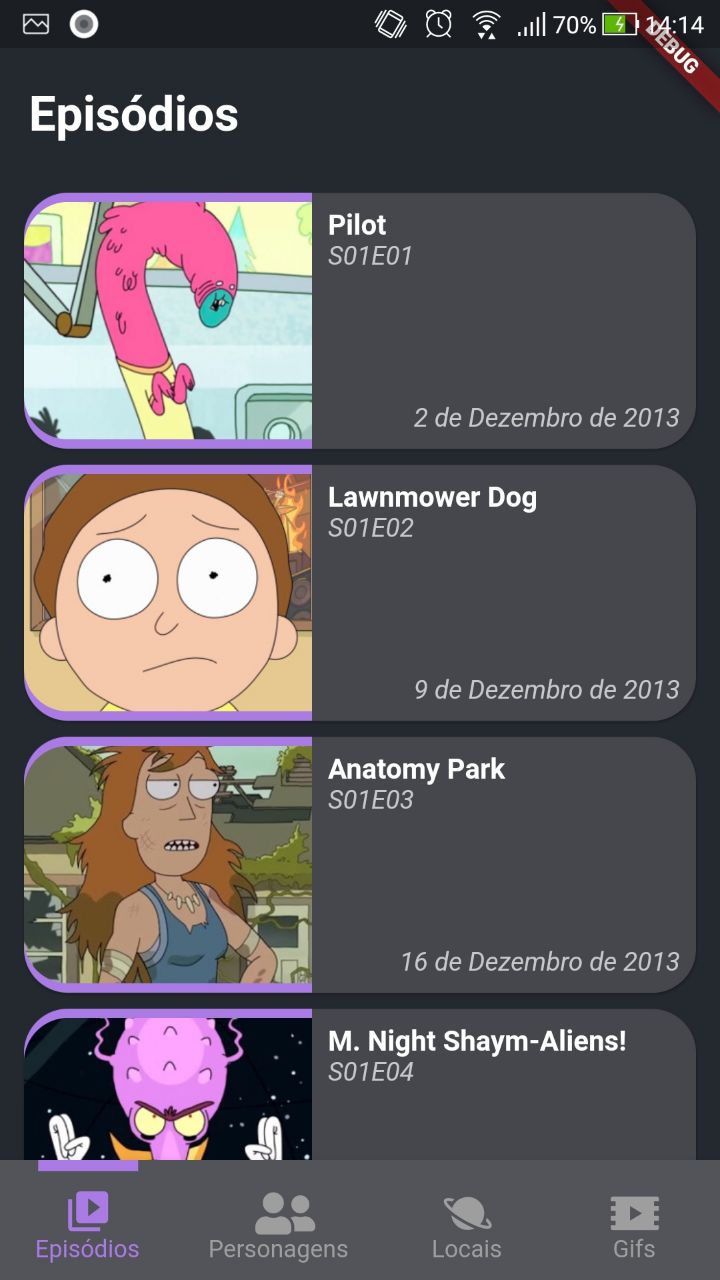 70% 14:14
DEBUG
Episódios
Pilot
S01E01
2 de Dezembro de 2013
Lawnmower Dog
S01E02
9 de Dezembro de 2013
Anatomy Park
S01E03
16 de Dezembro de 2013
M. Night Shaym-Aliens!
S01E04
Episódios Personagens Locais Gifs